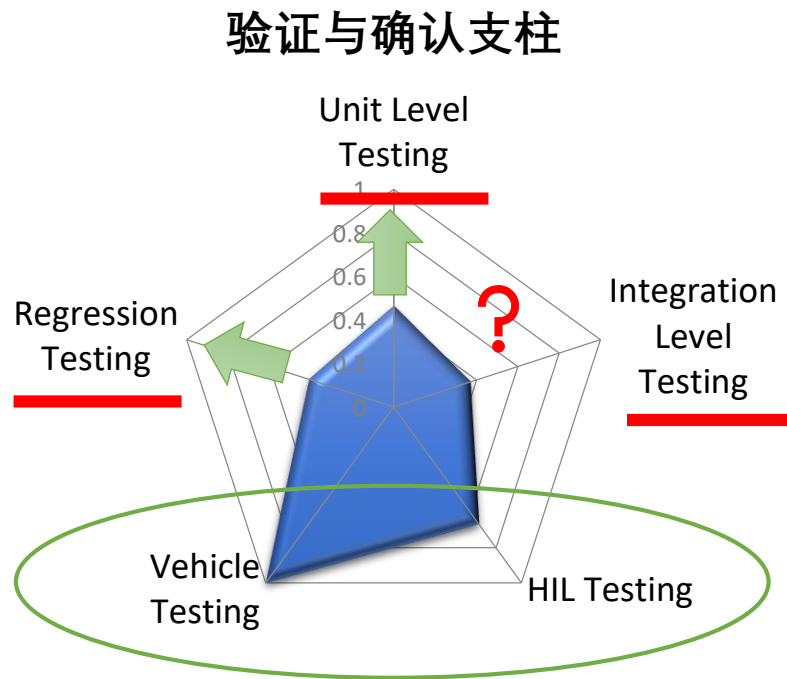 验证与确认支柱
Unit Level
Testing
1
0.8
0.6
0.4
0.2
0
?
Integration
Level
Testing
Regression
Testing
Vehicle
Testing
HIL Testing